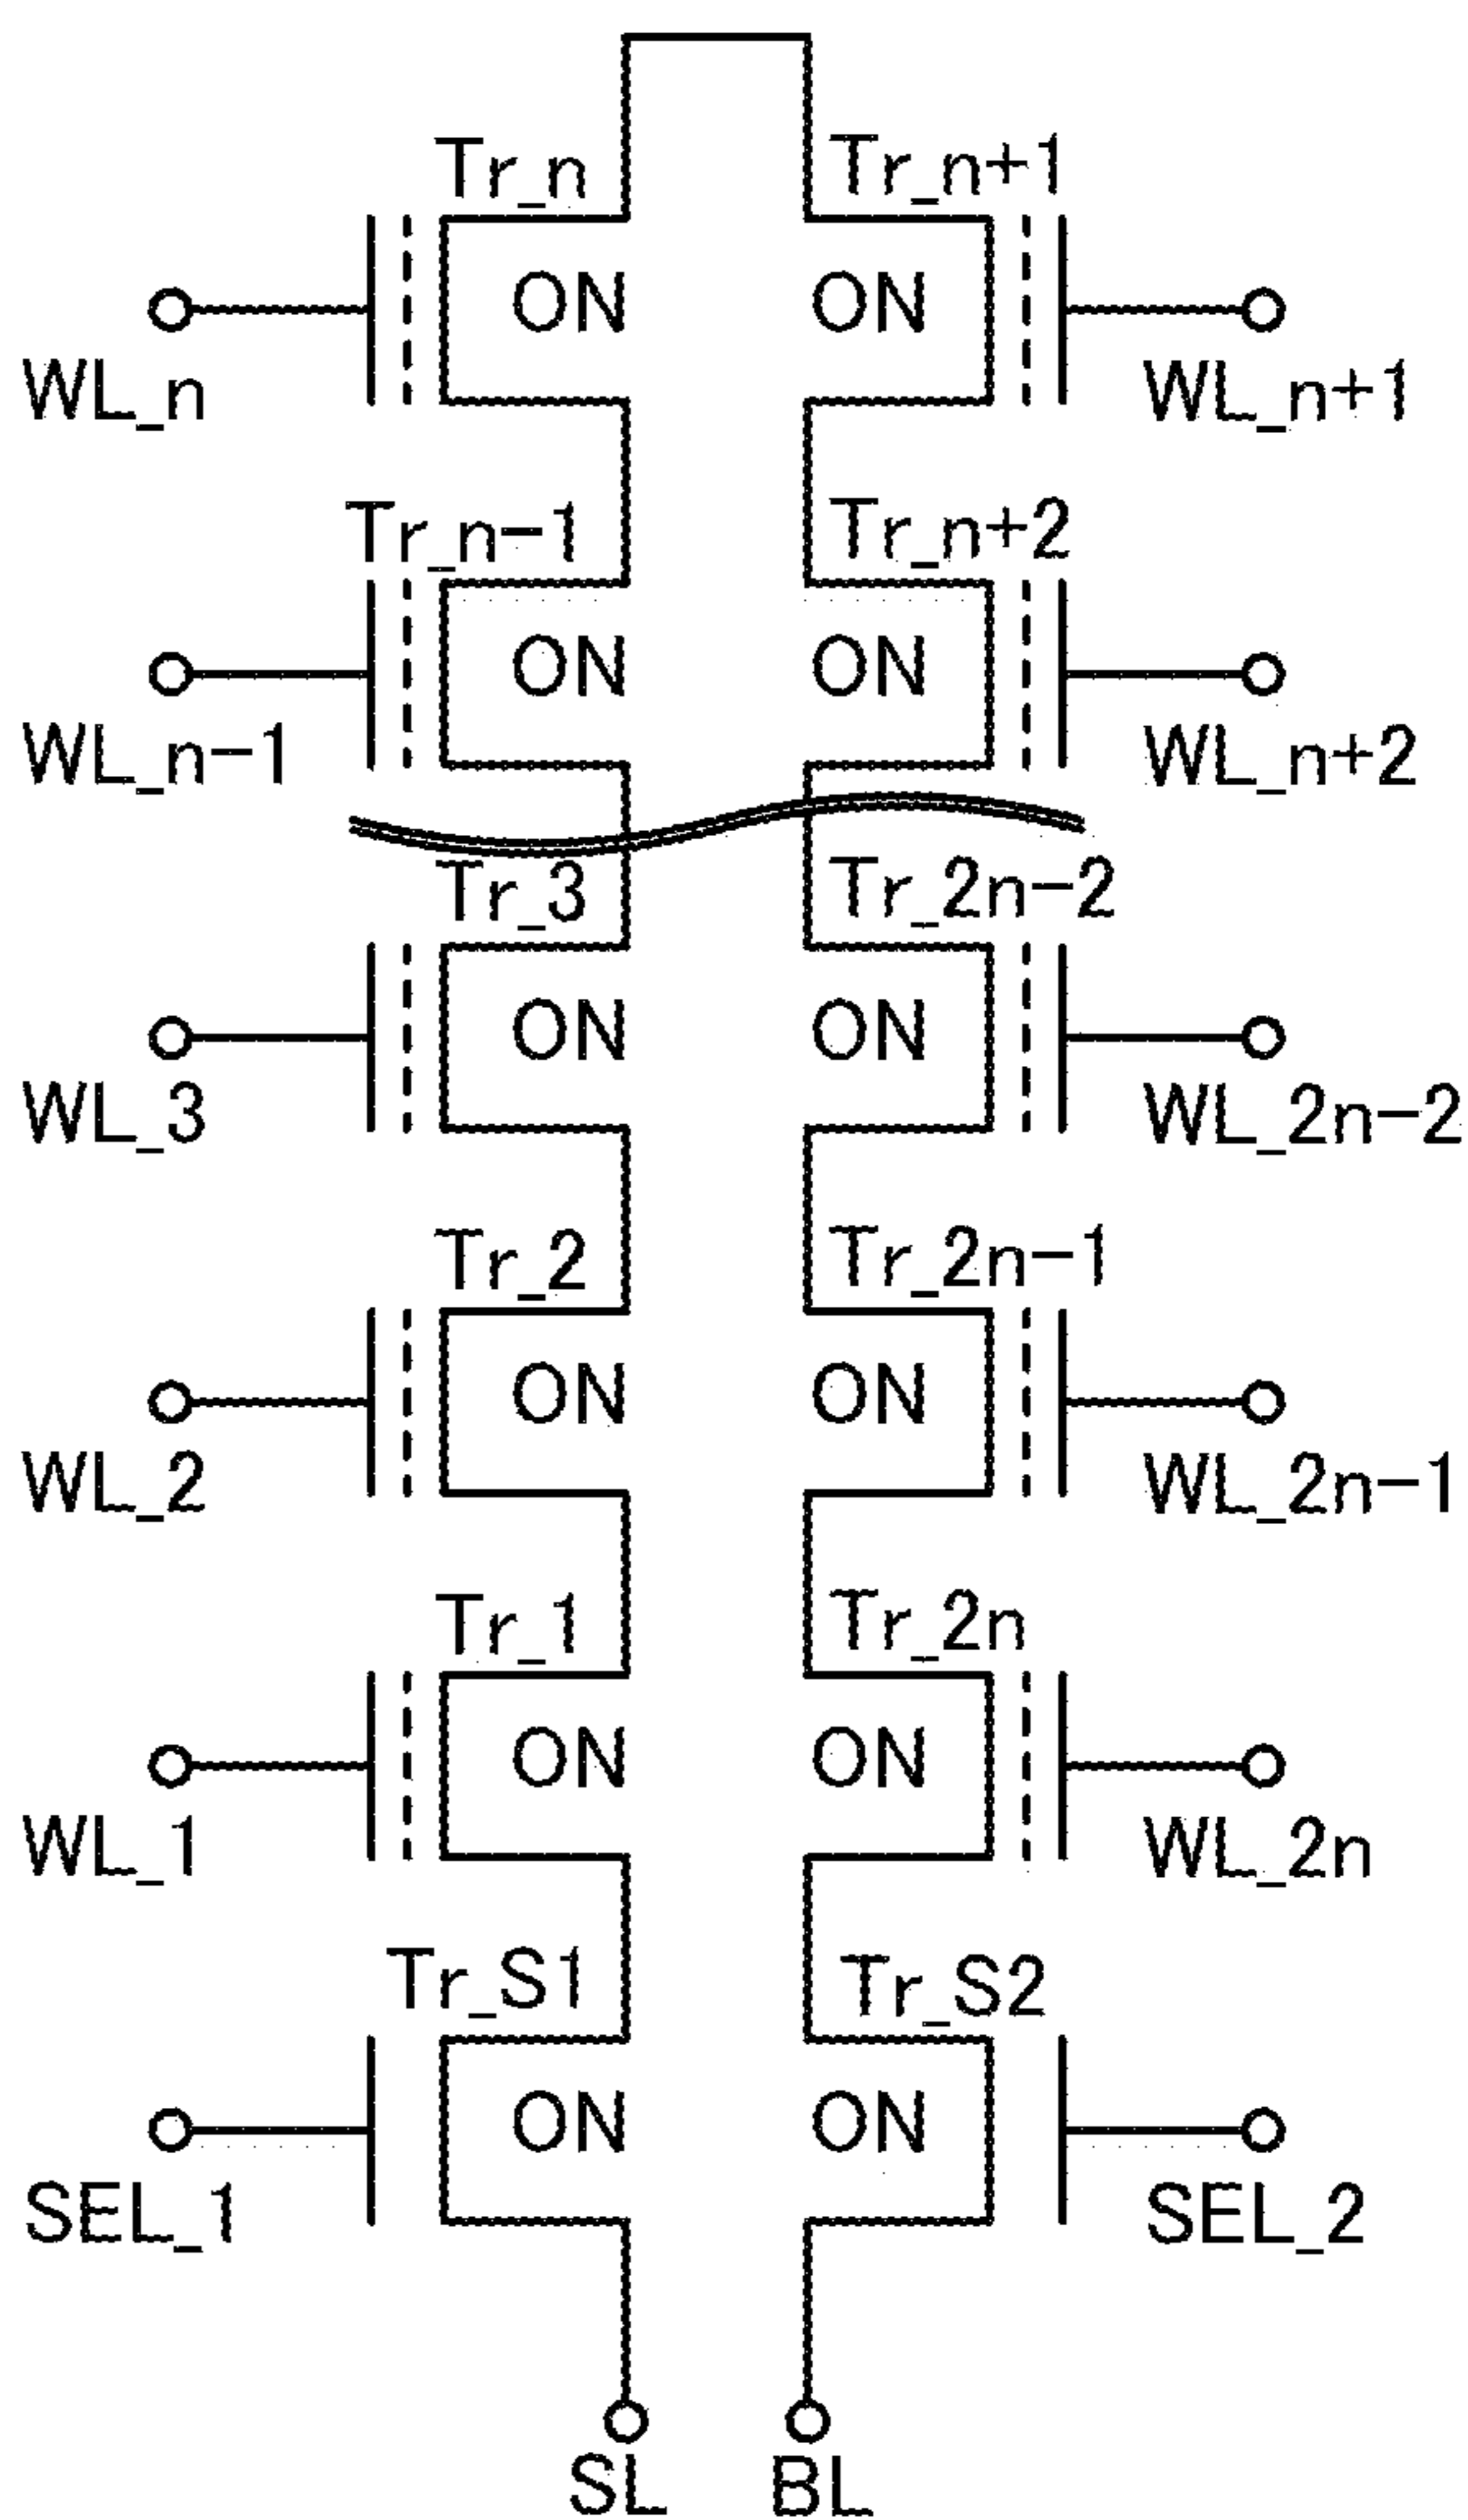 Tr_n Tr_n+1
ON ON
WL_n WL_n+1
Tr_n-1 Tr_n+2
ON ON
WL_n-1 WL_n+2
Tr_3 Tr_2n-2
ON ON
WL_3 WL_2n-2
Tr_2 Tr_2n-1
ON ON
WL_2 WL_2n-1
Tr_1 Tr_2n
ON ON
WL_1 WL_2n
Tr_S1 Tr_S2
ON ON
SEL_1 SEL_2
SL BL